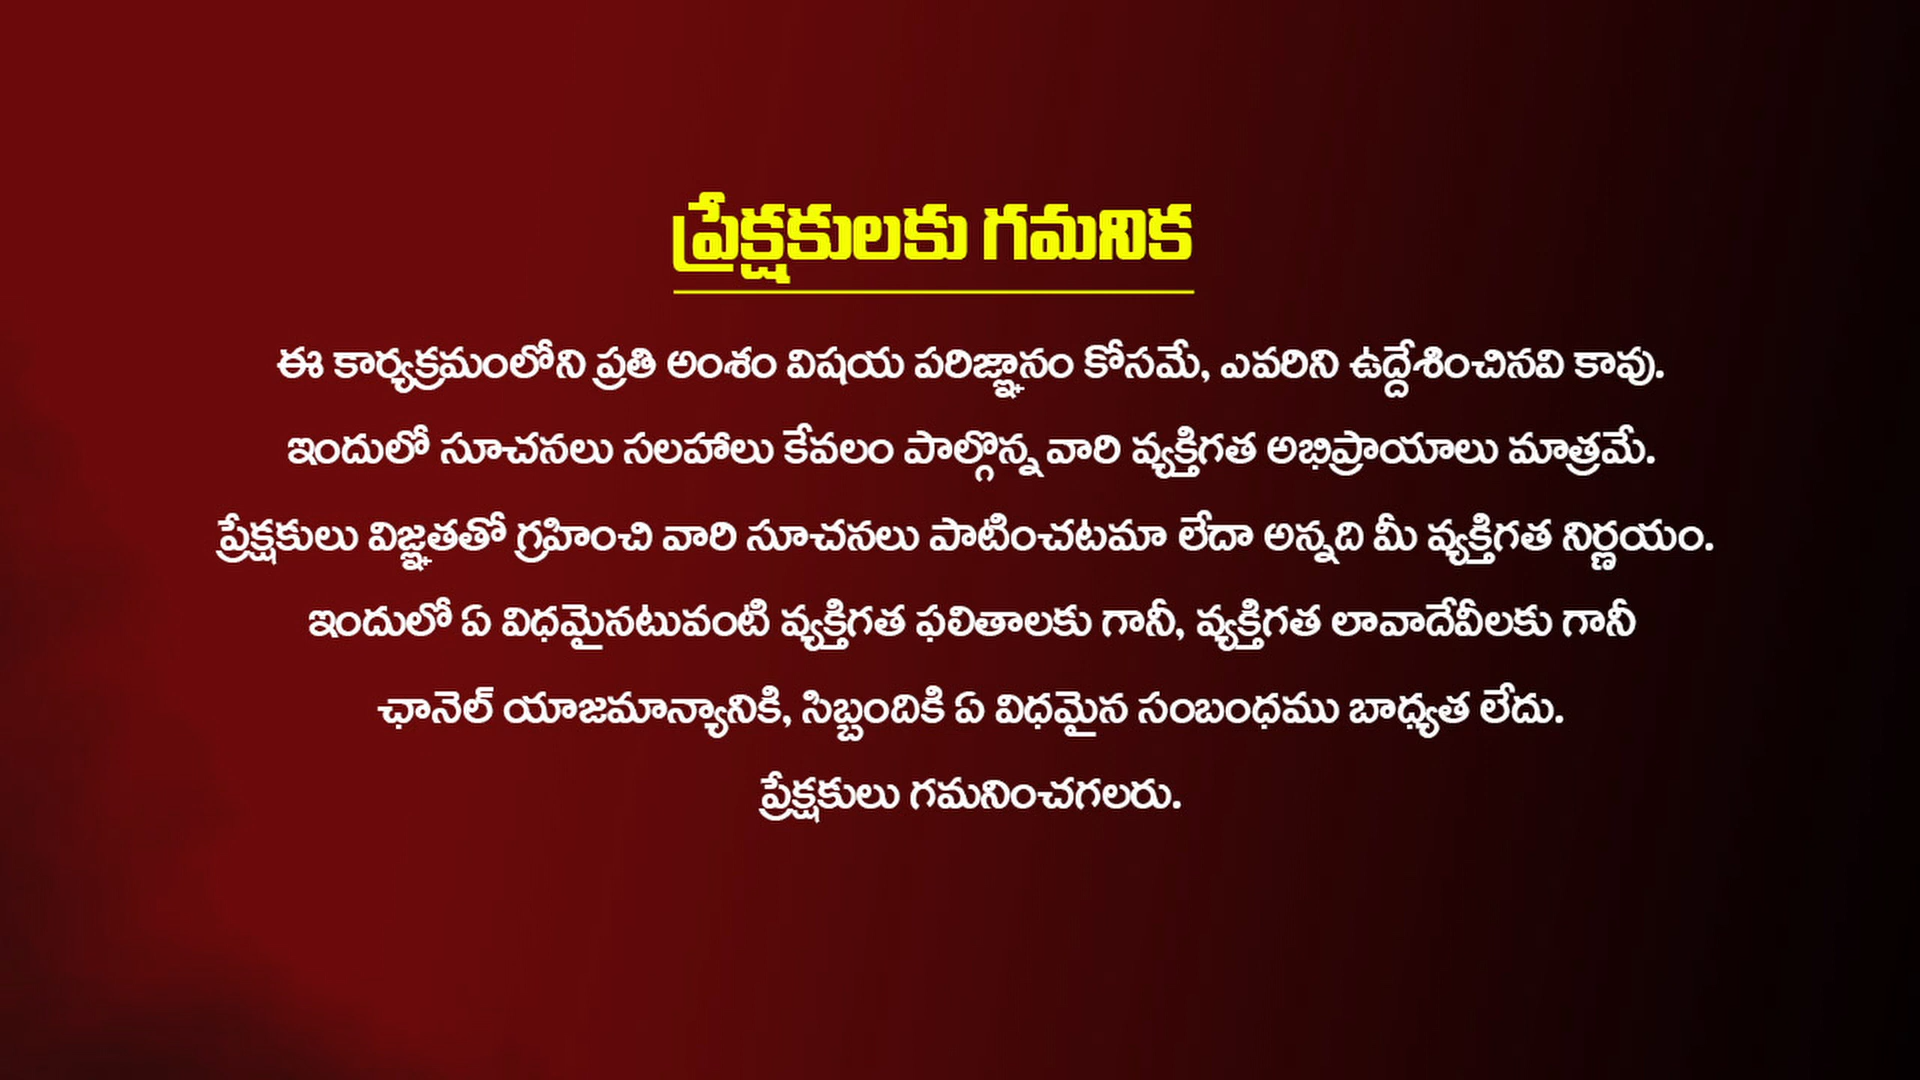 ప్రేక్షకులకు గమనిక
ఈ కార్యక్రమంలోని ప్రతి అంశం విషయ పరిజ్ఞానం కోసమే, ఎవరిని ఉద్దేశించినవి కావు.
ఇందులో సూచనలు సలహాలు కేవలం పాల్గొన్న వారి వ్యక్తిగత అభిప్రాయాలు మాత్రమే.
ప్రేక్షకులు విజ్ఞతతో గ్రహించి వారి సూచనలు పాటించటమా లేదా అన్నది మీ వ్యక్తిగత నిర్ణయం.
ఇందులో ఏ విధమైనటువంటి వ్యక్తిగత ఫలితాలకు గానీ, వ్యక్తిగత లావాదేవీలకు గానీ
ఛానెల్ యాజమాన్యానికి, సిబ్బందికి ఏ విధమైన సంబంధము బాధ్యత లేదు.
ప్రేక్షకులు గమనించగలరు.